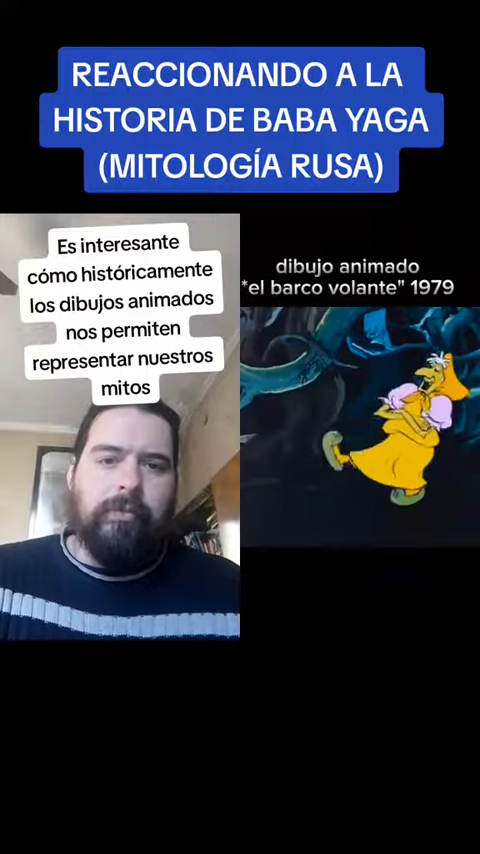 REACCIONANDO A LA
HISTORIA DE BABA YAGA
(MITOLOGÍA RUSA)
Es interesante
cómo históricamente
los dibujos animados
nos permiten
representar nuestros
mitos
dibujo animado
"el barco volante" 1979